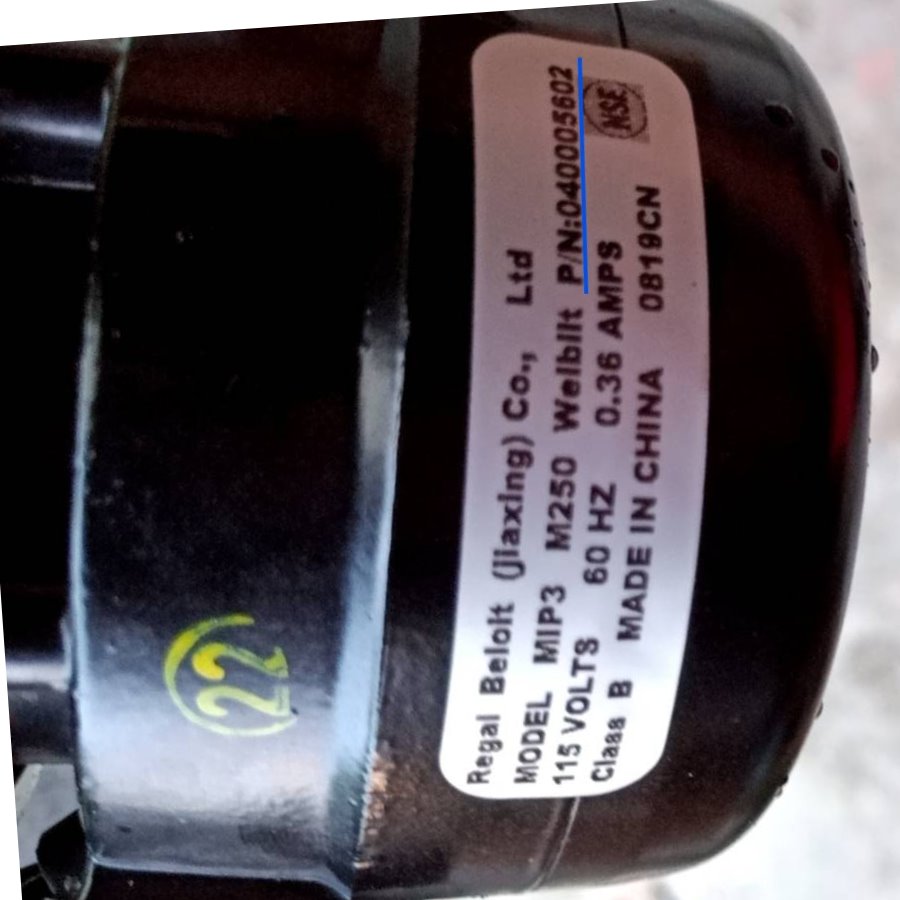 Regal Beloit (Jiaxing) Co., Ltd
MODEL MIP3 M250 Welbilt P/N:040005602
115 VOLTS 60 HZ 0.36 AMPS
Class B MADE IN CHINA 0819CN
NSF
22